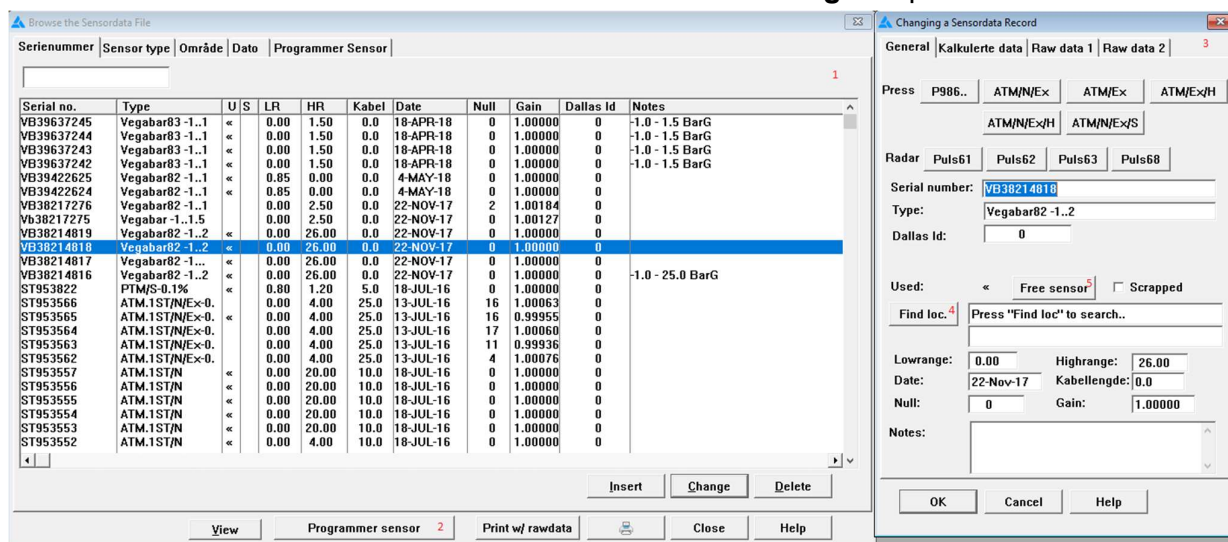 Browse the Sensordata File
Serienummer Sensor type Område Dato Programmer Sensor
1
Serial no. Type U S LR HR Kabel Date Null Gain Dallas Id Notes
VB39637245 Vegabar83 -1..1 « 0.00 1.50 0.0 18-APR-18 0 1.00000 0 -1.0 - 1.5 BarG
VB39637244 Vegabar83 -1..1 « 0.00 1.50 0.0 18-APR-18 0 1.00000 0 -1.0 - 1.5 BarG
VB39637243 Vegabar83 -1..1 « 0.00 1.50 0.0 18-APR-18 0 1.00000 0 -1.0 - 1.5 BarG
VB39637242 Vegabar83 -1..1 « 0.00 1.50 0.0 18-APR-18 0 1.00000 0 -1.0 - 1.5 BarG
VB39422625 Vegabar82 -1..1 « 0.85 0.00 0.0 4-MAY-18 0 1.00000 0
VB39422624 Vegabar82 -1..1 « 0.85 0.00 0.0 4-MAY-18 0 1.00000 0
VB38217276 Vegabar82 -1..1 0.00 2.50 0.0 22-NOV-17 2 1.00184 0
Vb38217275 Vegabar -1..1.5 0.00 2.50 0.0 22-NOV-17 0 1.00127 0
VB38214819 Vegabar82 -1..2 « 0.00 26.00 0.0 22-NOV-17 0 1.00000 0
VB38214818 Vegabar82 -1..2 « 0.00 26.00 0.0 22-NOV-17 0 1.00000 0
VB38214817 Vegabar82 -1... « 0.00 26.00 0.0 22-NOV-17 0 1.00000 0
VB38214816 Vegabar82 -1..2 « 0.00 26.00 0.0 22-NOV-17 0 1.00000 0 -1.0 - 25.0 BarG
ST953822 PTM/S-0.1% « 0.80 1.20 5.0 18-JUL-16 0 1.00000 0
ST953566 ATM.1ST/N/Ex-0. 0.00 4.00 25.0 13-JUL-16 16 1.00063 0
ST953565 ATM.1ST/N/Ex-0. « 0.00 4.00 25.0 13-JUL-16 16 0.99955 0
ST953564 ATM.1ST/N/Ex-0. 0.00 4.00 25.0 13-JUL-16 17 1.00060 0
ST953563 ATM.1ST/N/Ex-0. 0.00 4.00 25.0 13-JUL-16 11 0.99936 0
ST953562 ATM.1ST/N/Ex-0. 0.00 4.00 25.0 13-JUL-16 4 1.00076 0
ST953557 ATM.1ST/N « 0.00 20.00 10.0 18-JUL-16 0 1.00000 0
ST953556 ATM.1ST/N « 0.00 20.00 10.0 18-JUL-16 0 1.00000 0
ST953555 ATM.1ST/N « 0.00 20.00 10.0 18-JUL-16 0 1.00000 0
ST953554 ATM.1ST/N « 0.00 20.00 10.0 18-JUL-16 0 1.00000 0
ST953553 ATM.1ST/N « 0.00 20.00 10.0 18-JUL-16 0 1.00000 0
ST953552 ATM.1ST/N « 0.00 4.00 10.0 18-JUL-16 0 1.00000 0
Insert Change Delete
View Programmer sensor 2 Print w/ rawdata Close Help
Changing a Sensordata Record
General Kalkulerte data Raw data 1 Raw data 2 3
Press P986.. ATM/N/Ex ATM/Ex ATM/Ex/H
ATM/N/Ex/H ATM/N/Ex/S
Radar Puls61 Puls62 Puls63 Puls68
Serial number: VB38214818
Type: Vegabar82 -1..2
Dallas Id: 0
Used: « Free sensor 5 Scrapped
Find loc. 4 Press "Find loc" to search..
Lowrange: 0.00 Highrange: 26.00
Date: 22-Nov-17 Kabellengde: 0.0
Null: 0 Gain: 1.00000
Notes:
OK Cancel Help